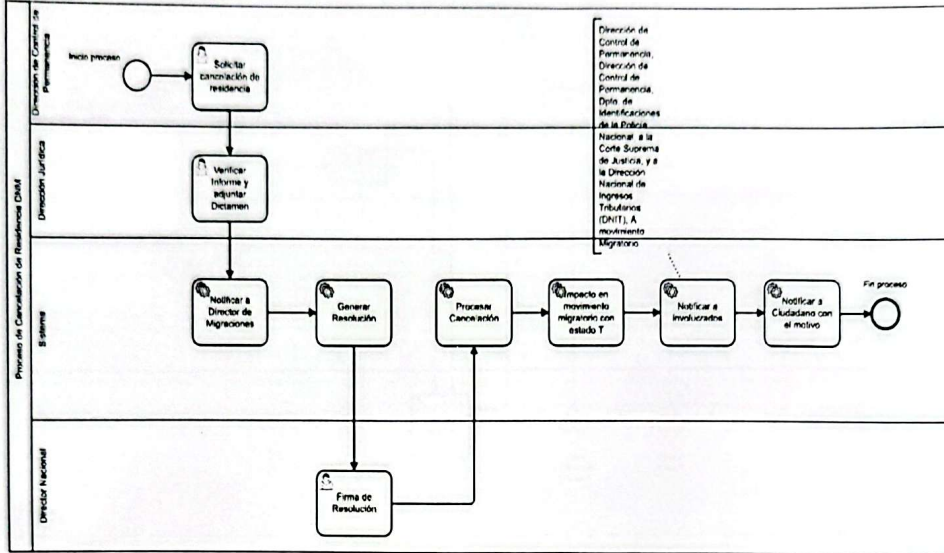 Proceso de Cancelación de Residencia DNM
Dirección de Control de
Permanencia
Inicio proceso
Solicitar
cancelación de
residencia
Dirección de
Control de
Permanencia,
Dirección de
Control de
Permanencia,
Dpto. de
Identificaciones
de la Policía
Nacional, a la
Corte Suprema
de Justicia, y a
la Dirección
Nacional de
Ingresos
Tributarios
(DNIT), A
movimiento
Migratorio
Dirección Jurídica
Verificar
Informe y
adjuntar
Dictamen
Sistema
Notificar a
Director de
Migraciones
Generar
Resolución
Procesar
Cancelación
Impacto en
movimiento
migratorio con
estado T
Notificar a
Involucrados
Notificar a
Ciudadano con
el motivo
Fin proceso
Director Nacional
Firma de
Resolución